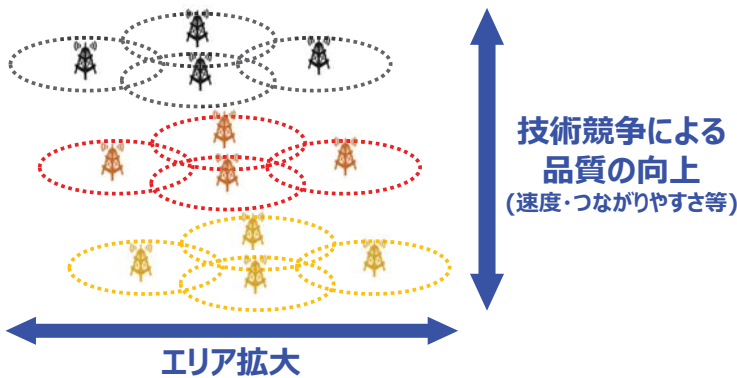 技術競争による
品質の向上
(速度・つながりやすさ等)
エリア拡大